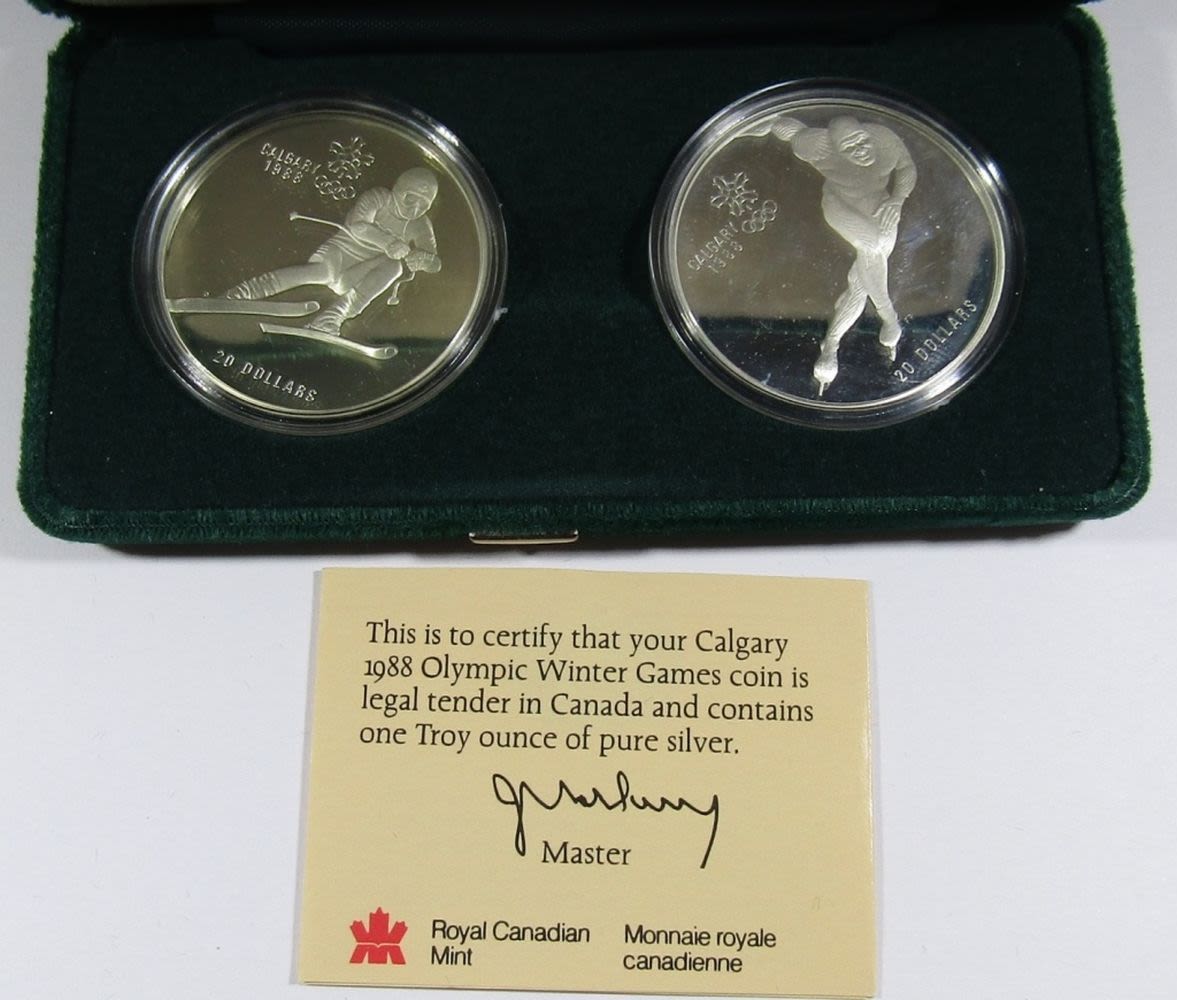 CALGARY
1988
20 DOLLARS
CALGARY
1988
20 DOLLARS
This is to certify that your Calgary
1988 Olympic Winter Games coin is
legal tender in Canada and contains
one Troy ounce of pure silver.
Master
Royal Canadian
Mint
Monnaie royale
canadienne